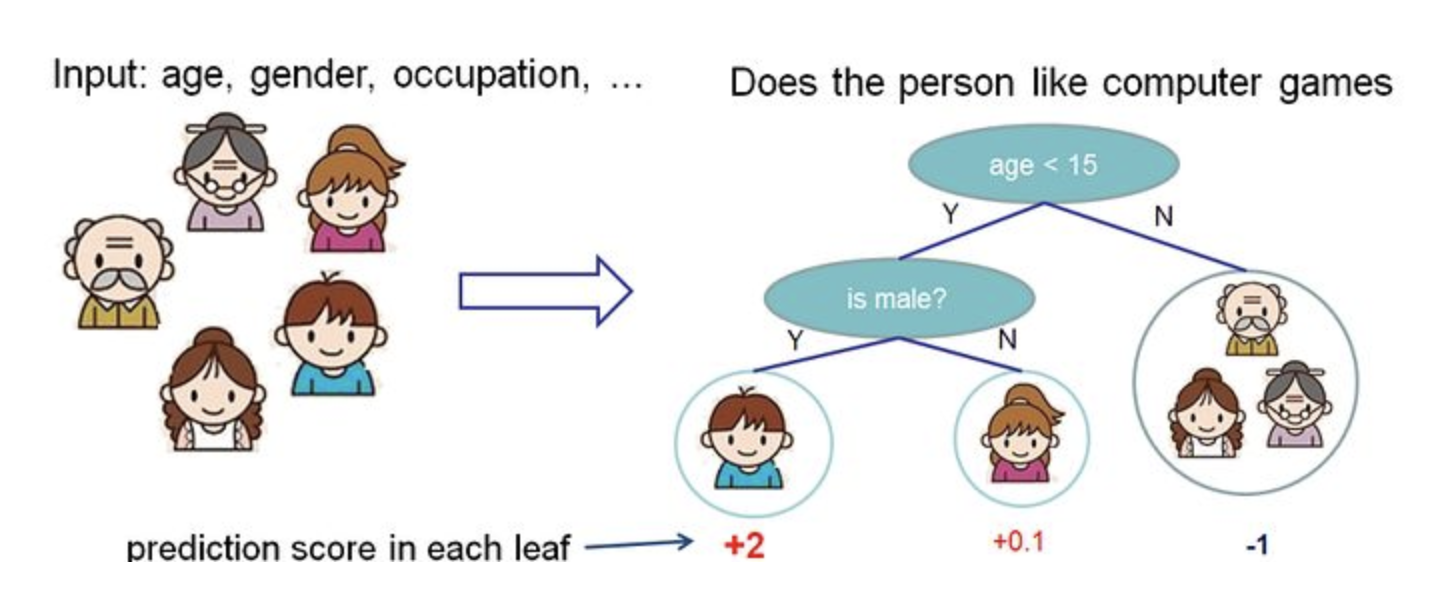 Input: age, gender, occupation, ...
Does the person like computer games
age < 15
Y
N
is male?
Y
N
prediction score in each leaf
+2
+0.1
-1